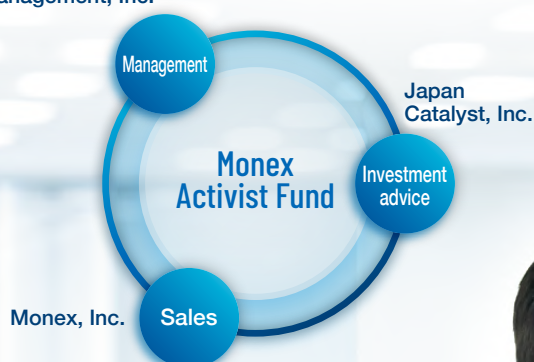 Management
Japan
Catalyst, Inc.
Monex
Activist Fund
Investment
advice
Monex, Inc.
Sales